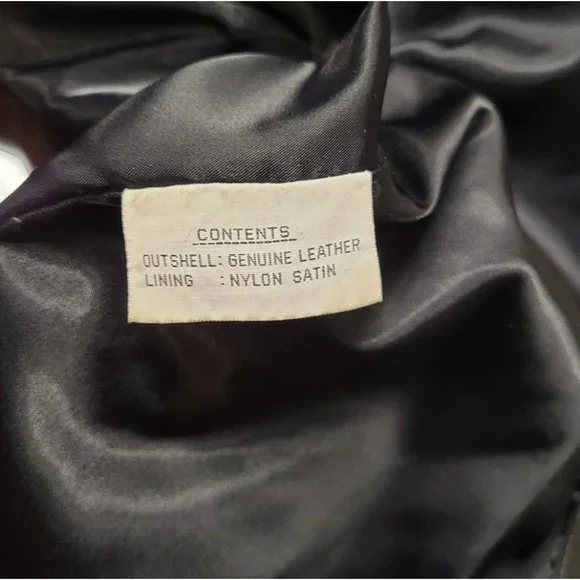 CONTENTS
OUTSHELL: GENUINE LEATHER
LINING : NYLON SATIN